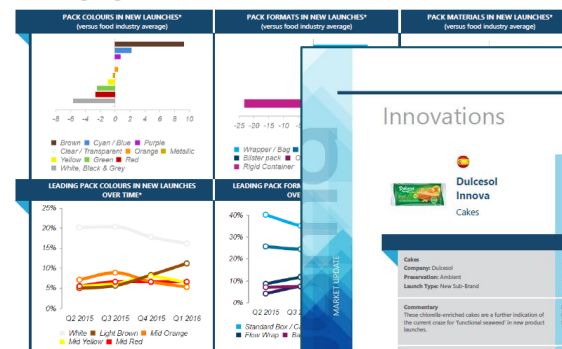 PACK COLOURS IN NEW LAUNCHES*
(versus food industry average)
-8 -6 -4 -2 0 2 4 6 8 10
Brown Cyan / Blue Purple
Clear / Transparent Orange Metallic
Yellow Green Red
White, Black & Grey
PACK FORMATS IN NEW LAUNCHES*
(versus food industry average)
-25 -20 -15 -10
Wrapper / Bag
Blister pack
Rigid Container
PACK MATERIALS IN NEW LAUNCHES*
(versus food industry average)
LEADING PACK COLOURS IN NEW LAUNCHES
OVER TIME*
25%
20%
15%
10%
5%
0%
Q2 2015 Q3 2015 Q4 2015 Q1 2016
White Light Brown Mid Orange
Mid Yellow Mid Red
LEADING PACK
40%
30%
20%
10%
0%
Q2 2015
Standard Box
Flow Wrap
MARKET UPDATE
Innovations
Dulcesol
Innova
Cakes
Cakes
Company: Dulcesol
Preservation: Ambient
Launch Type: New Sub-Brand
Commentary
These chlorella-enriched cakes are a further indication of
the current craze for 'functional seaweed' in new product
launches.